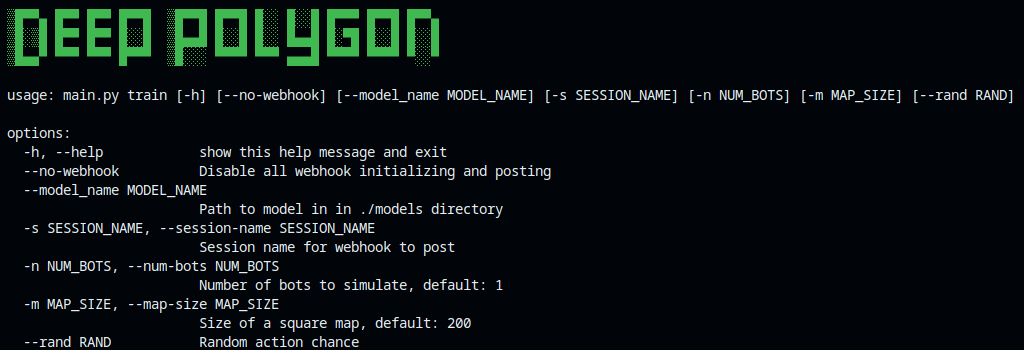 DEEP POLYGON
usage: main.py train [-h] [--no-webhook] [--model_name MODEL_NAME] [-s SESSION_NAME] [-n NUM_BOTS] [-m MAP_SIZE] [--rand RAND]
options:
-h, --help show this help message and exit
--no-webhook Disable all webhook initializing and posting
--model_name MODEL_NAME
Path to model in in ./models directory
-s SESSION_NAME, --session-name SESSION_NAME
Session name for webhook to post
-n NUM_BOTS, --num-bots NUM_BOTS
Number of bots to simulate, default: 1
-m MAP_SIZE, --map-size MAP_SIZE
Size of a square map, default: 200
--rand RAND Random action chance